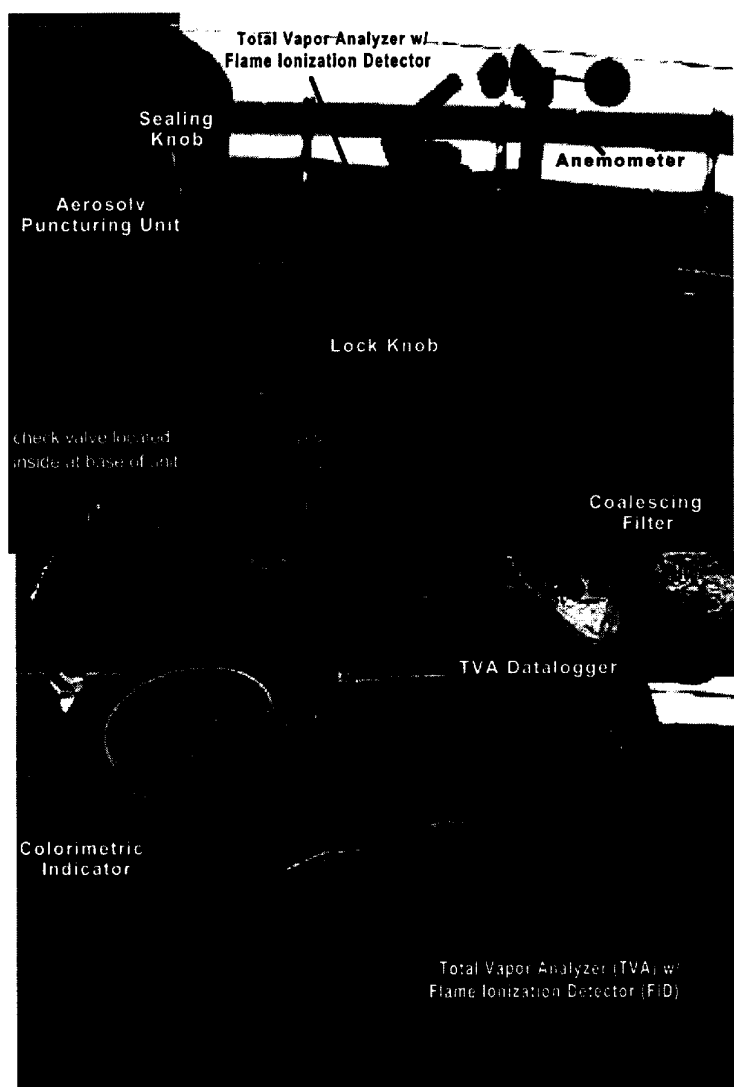 Total Vapor Analyzer w/
Flame Ionization Detector
Sealing
Knob
Anemometer
Aerosolv
Puncturing Unit
Lock Knob
check valve located
inside at base of unit
Coalescing
Filter
TVA Datalogger
Colorimetric
Indicator
Total Vapor Analyzer (TVA) w/
Flame Ionization Detector (FID)